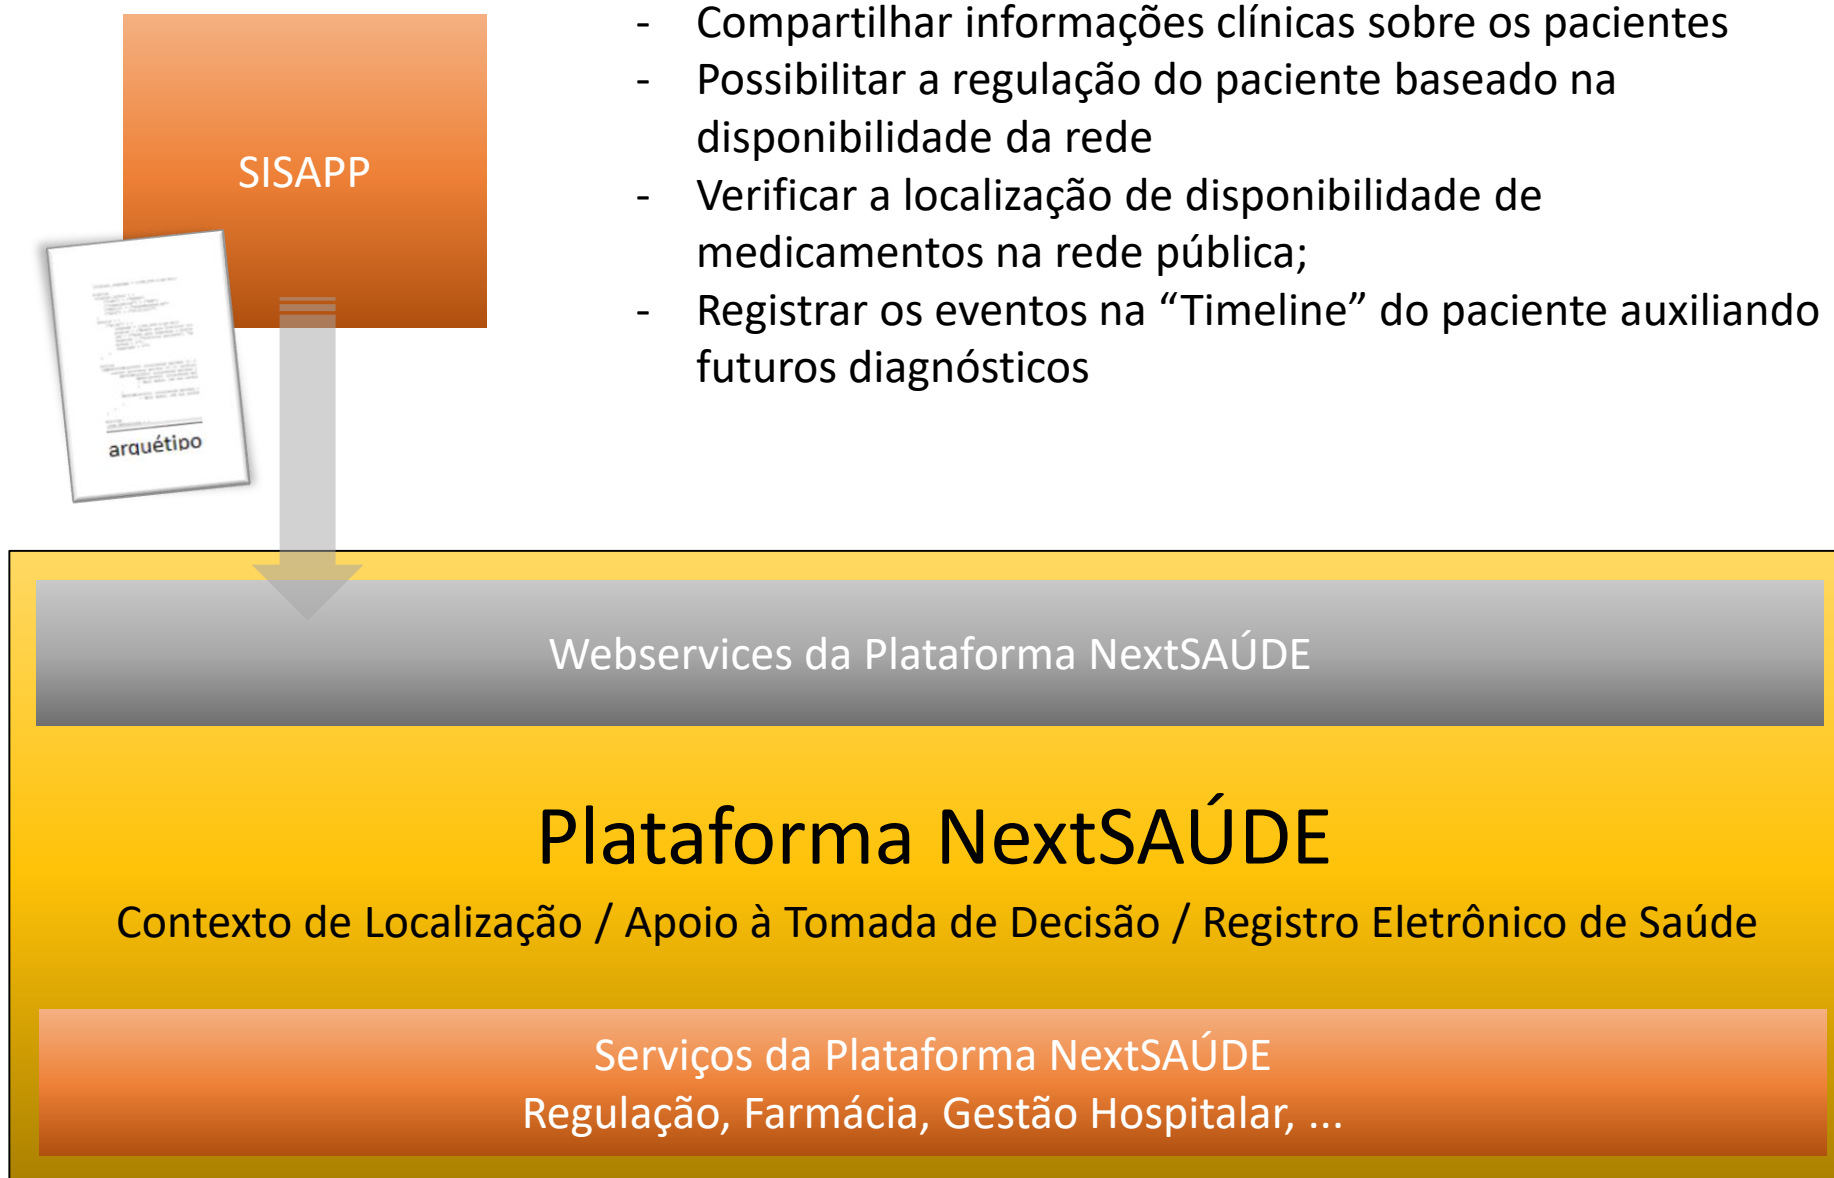 SISAPP
- Compartilhar informações clínicas sobre os pacientes
- Possibilitar a regulação do paciente baseado na
disponibilidade da rede
- Verificar a localização de disponibilidade de
medicamentos na rede pública;
- Registrar os eventos na “Timeline” do paciente auxiliando
futuros diagnósticos
arquétipo
Webservices da Plataforma NextSAÚDE
Plataforma NextSAÚDE
Contexto de Localização / Apoio à Tomada de Decisão / Registro Eletrônico de Saúde
Serviços da Plataforma NextSAÚDE
Regulação, Farmácia, Gestão Hospitalar, ...